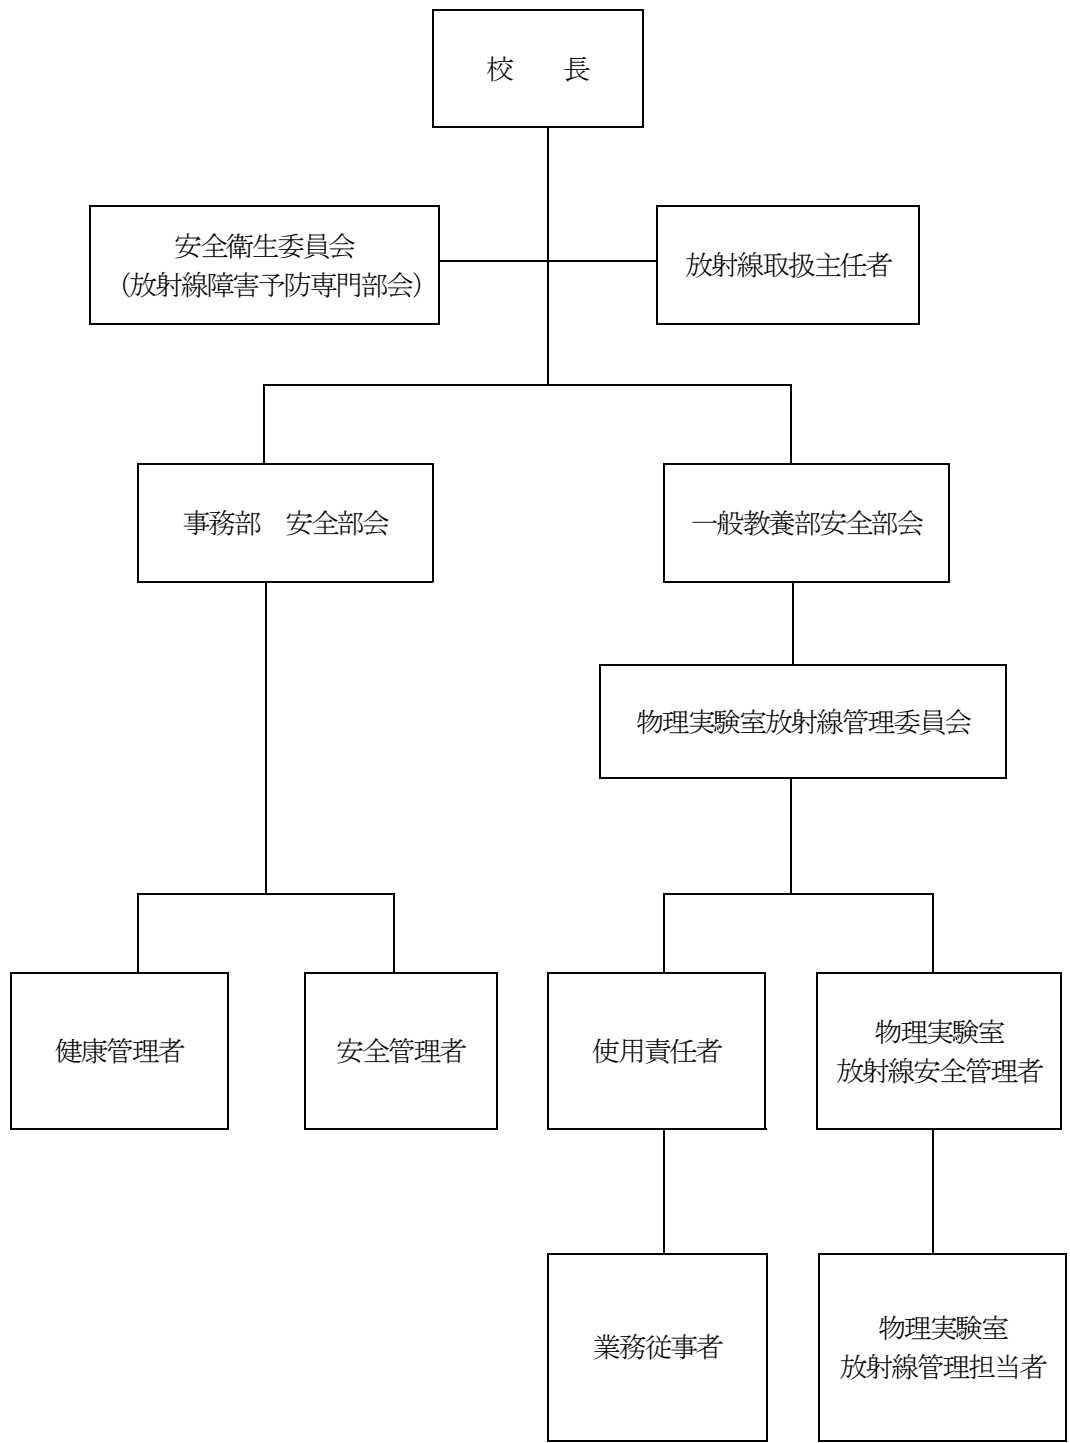 校　　長
安全衛生委員会
（放射線障害予防専門部会）
放射線取扱主任者
事務部　安全部会
一般教養部安全部会
物理実験室放射線管理委員会
健康管理者
安全管理者
使用責任者
物理実験室
放射線安全管理者
業務従事者
物理実験室
放射線管理担当者